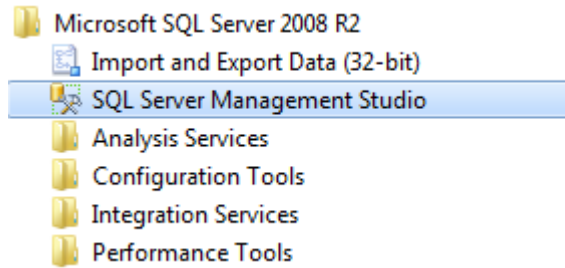 Microsoft SQL Server 2008 R2
Import and Export Data (32-bit)
SQL Server Management Studio
Analysis Services
Configuration Tools
Integration Services
Performance Tools